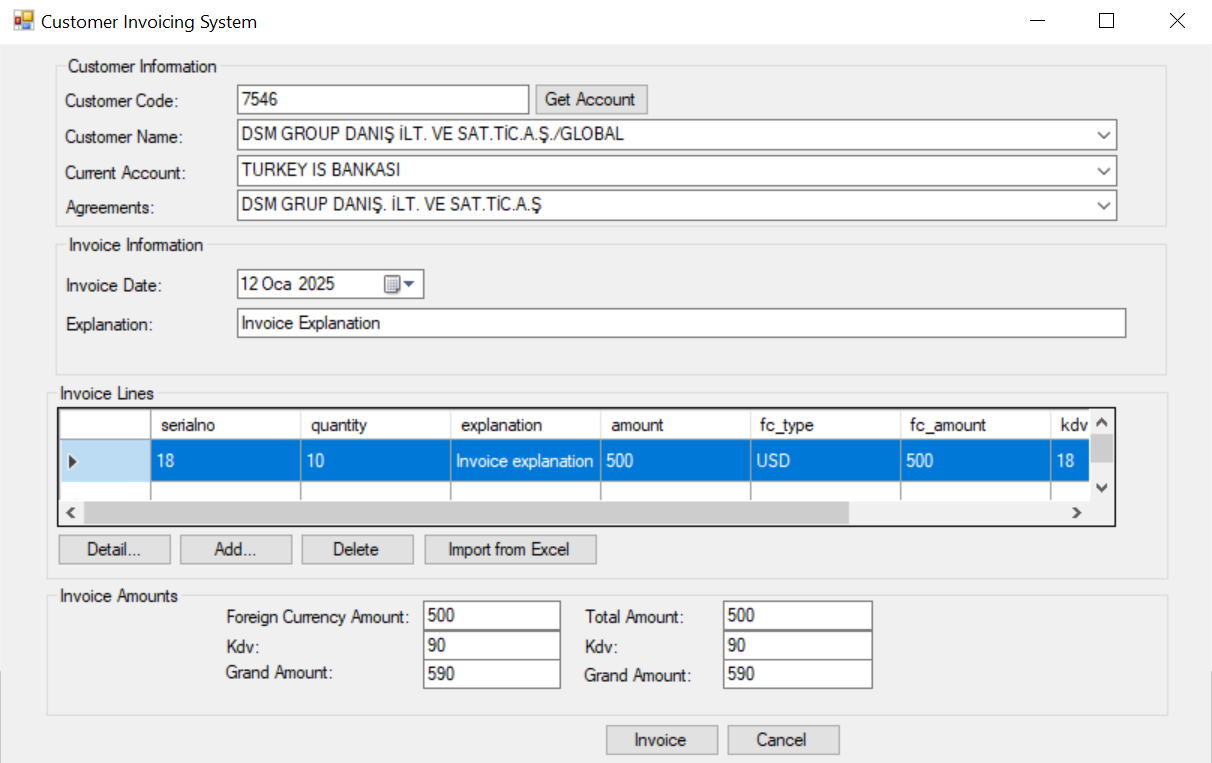 Customer Invoicing System
Customer Information
Customer Code: 7546 Get Account
Customer Name: DSM GROUP DANIŞ İLT. VE SAT.TİC.A.Ş./GLOBAL
Current Account: TURKEY IS BANKASI
Agreements: DSM GRUP DANIŞ. İLT. VE SAT.TİC.A.Ş
Invoice Information
Invoice Date: 12 Oca 2025
Explanation: Invoice Explanation
Invoice Lines
serialno quantity explanation amount fc_type fc_amount kdv
18 10 Invoice explanation 500 USD 500 18
Detail... Add... Delete Import from Excel
Invoice Amounts
Foreign Currency Amount: 500 Total Amount: 500
Kdv: 90 Kdv: 90
Grand Amount: 590 Grand Amount: 590
Invoice Cancel